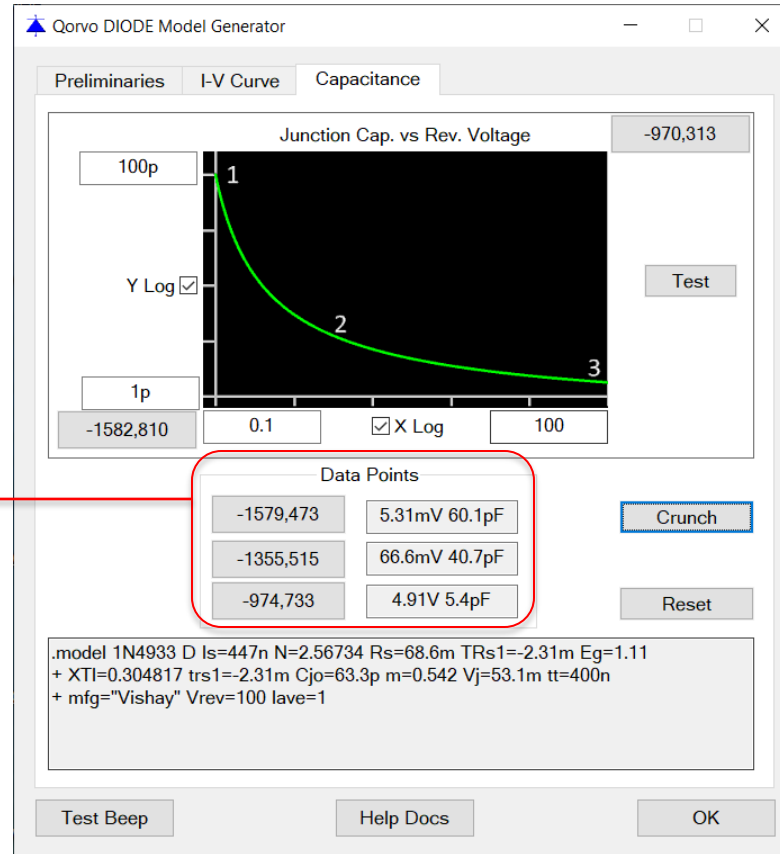 Qorvo DIODE Model Generator
Preliminaries I-V Curve Capacitance
Junction Cap. vs Rev. Voltage -970,313
100p
1
Y Log Test
2
3
1p
-1582,810 0.1 X Log 100
Data Points
-1579,473 5.31mV 60.1pF Crunch
-1355,515 66.6mV 40.7pF
-974,733 4.91V 5.4pF Reset
.model 1N4933 D Is=447n N=2.56734 Rs=68.6m TRs1=-2.31m Eg=1.11
+ XTI=0.304817 trs1=-2.31m Cjo=63.3p m=0.542 Vj=53.1m tt=400n
+ mfg="Vishay" Vrev=100 Iave=1
Test Beep Help Docs OK